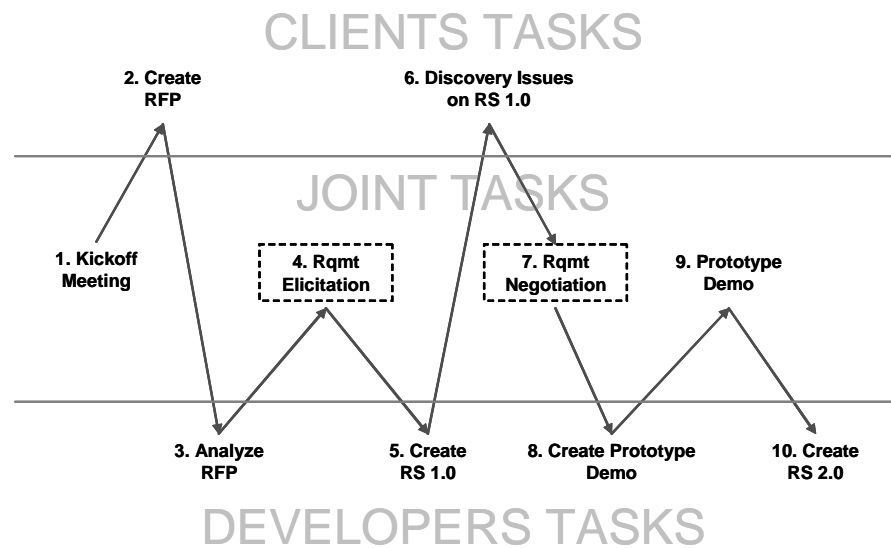 CLIENTS TASKS
2. Create
RFP
6. Discovery Issues
on RS 1.0
JOINT TASKS
1. Kickoff
Meeting
4. Rqmt
Elicitation
7. Rqmt
Negotiation
9. Prototype
Demo
3. Analyze
RFP
5. Create
RS 1.0
8. Create Prototype
Demo
10. Create
RS 2.0
DEVELOPERS TASKS